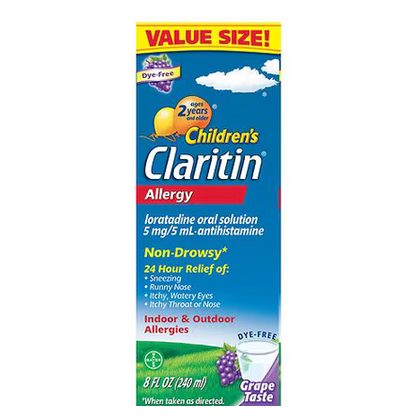 VALUE SIZE!
Dye-Free
ages
2 years
and older
Children's
Claritin®
Allergy
loratadine oral solution
5 mg/5 mL-antihistamine
Non-Drowsy*
24 Hour Relief of:
• Sneezing
• Runny Nose
• Itchy, Watery Eyes
• Itchy Throat or Nose
Indoor & Outdoor
Allergies
DYE-FREE
BAYER
8 FL OZ (240 ml)
Grape
Taste
*When taken as directed.